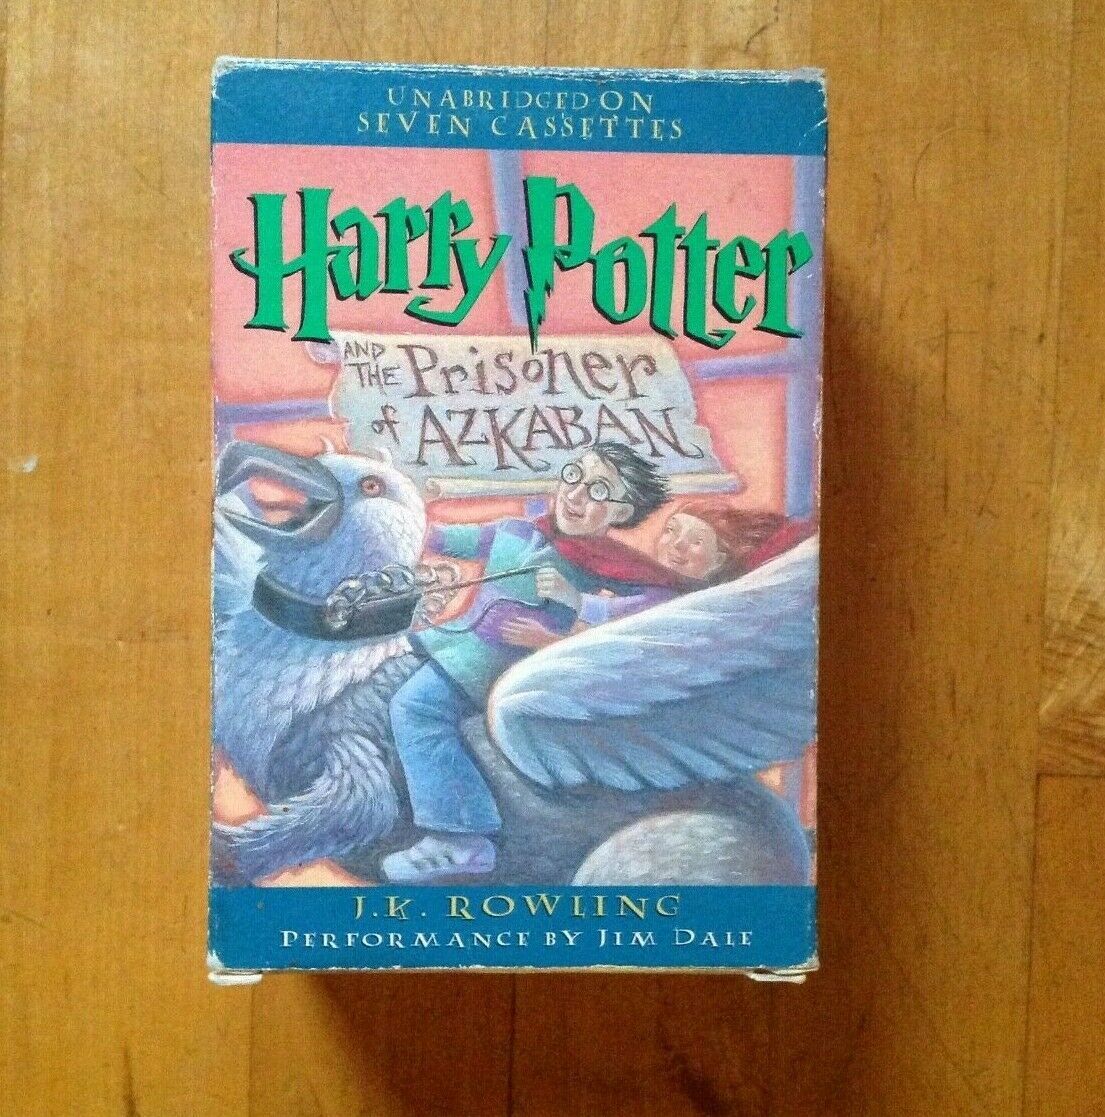 UNABRIDGED ON
SEVEN CASSETTES
Harry Potter
AND THE Prisoner
of AZKABAN
J.K. ROWLING
PERFORMANCE BY JIM DALE